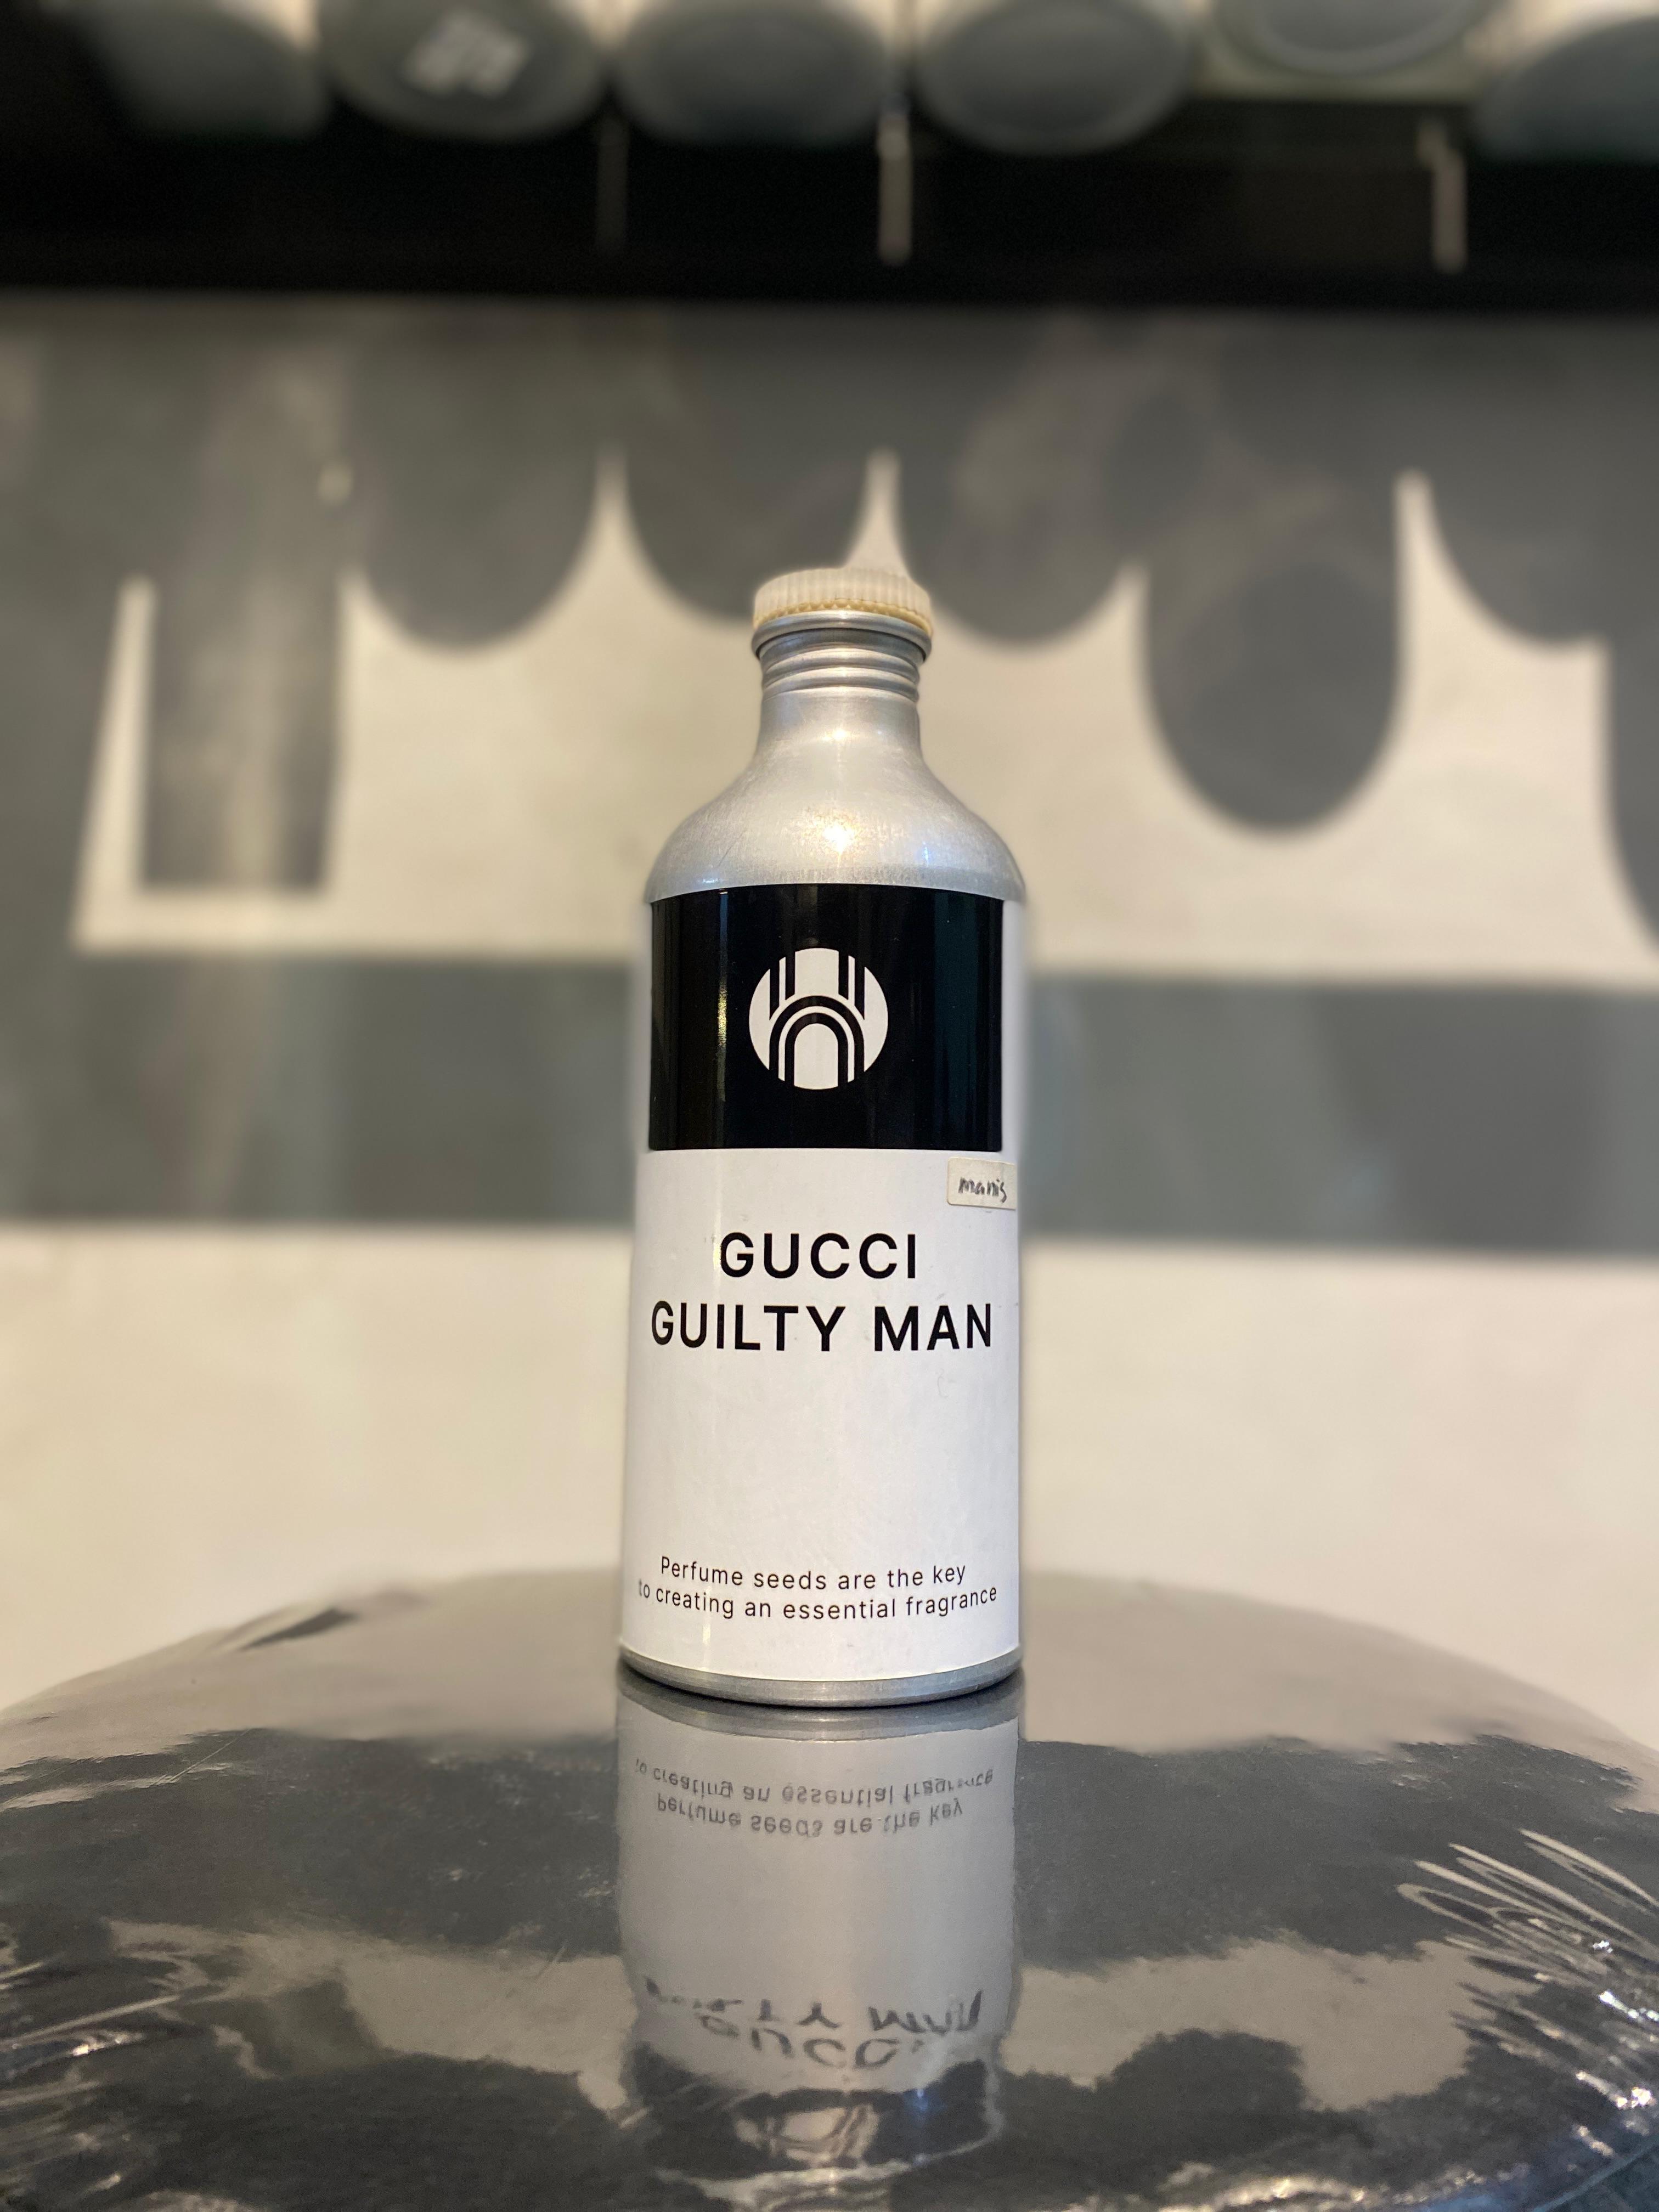 manis
GUCCI
GUILTY MAN
Perfume seeds are the key
to creating an essential fragrance